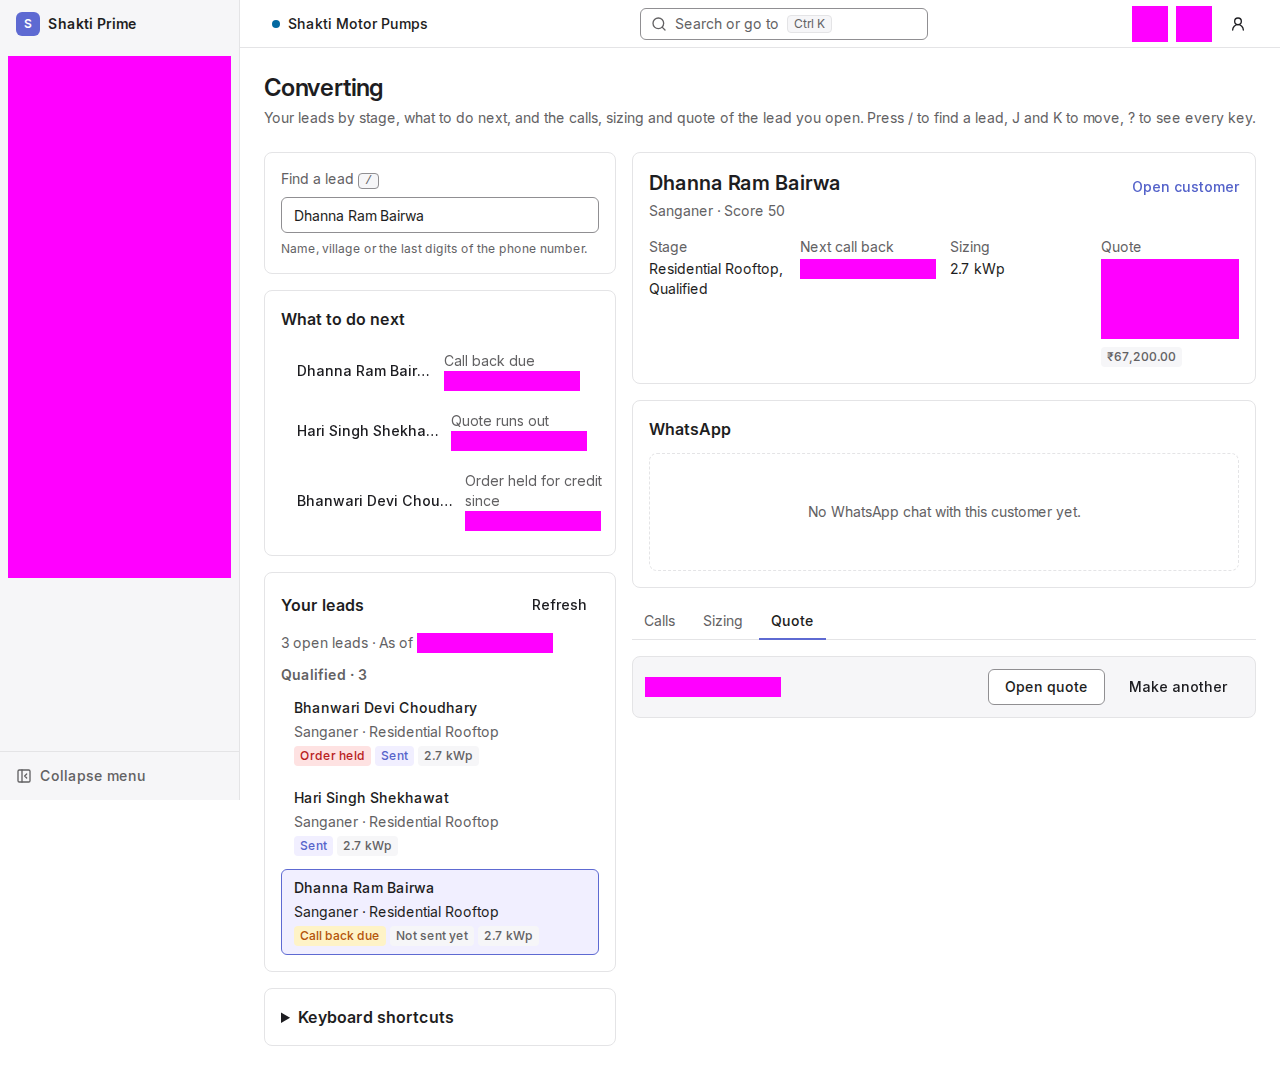 S Shakti Prime
Shakti Motor Pumps
Search or go to Ctrl K
Converting
Your leads by stage, what to do next, and the calls, sizing and quote of the lead you open. Press / to find a lead, J and K to move, ? to see every key.
Find a lead /
Dhanna Ram Bairwa
Name, village or the last digits of the phone number.
What to do next
Dhanna Ram Bair…
Call back due
Hari Singh Shekha…
Quote runs out
Bhanwari Devi Chou…
Order held for credit
since
Your leads
Refresh
3 open leads · As of
Qualified · 3
Bhanwari Devi Choudhary
Sanganer · Residential Rooftop
Order held Sent 2.7 kWp
Hari Singh Shekhawat
Sanganer · Residential Rooftop
Sent 2.7 kWp
Dhanna Ram Bairwa
Sanganer · Residential Rooftop
Call back due Not sent yet 2.7 kWp
Keyboard shortcuts
Dhanna Ram Bairwa
Open customer
Sanganer · Score 50
Stage
Residential Rooftop,
Qualified
Next call back
Sizing
2.7 kWp
Quote
₹67,200.00
WhatsApp
No WhatsApp chat with this customer yet.
Calls Sizing Quote
Open quote Make another
Collapse menu